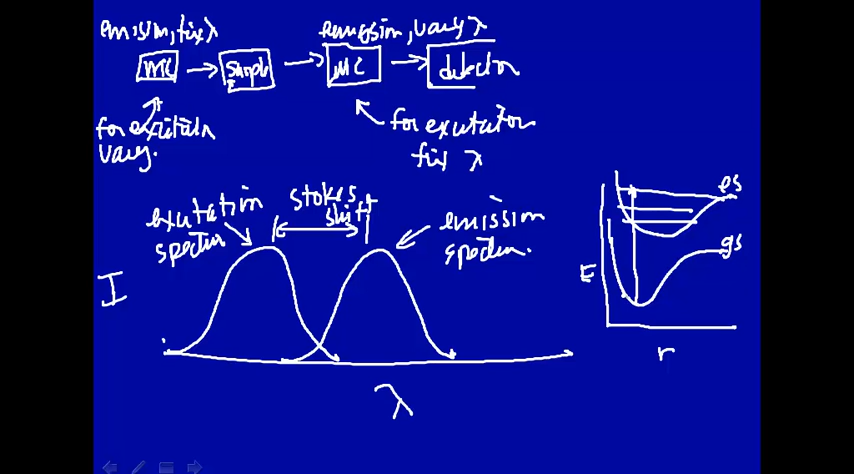 emission, fix λ
emission, vary λ
MC
Sample
MC
detector
for excitation
vary.
for excitation
fix λ
excitation
spectrum
stokes
shift
emission
spectrum.
I
λ
es
gs
E
r